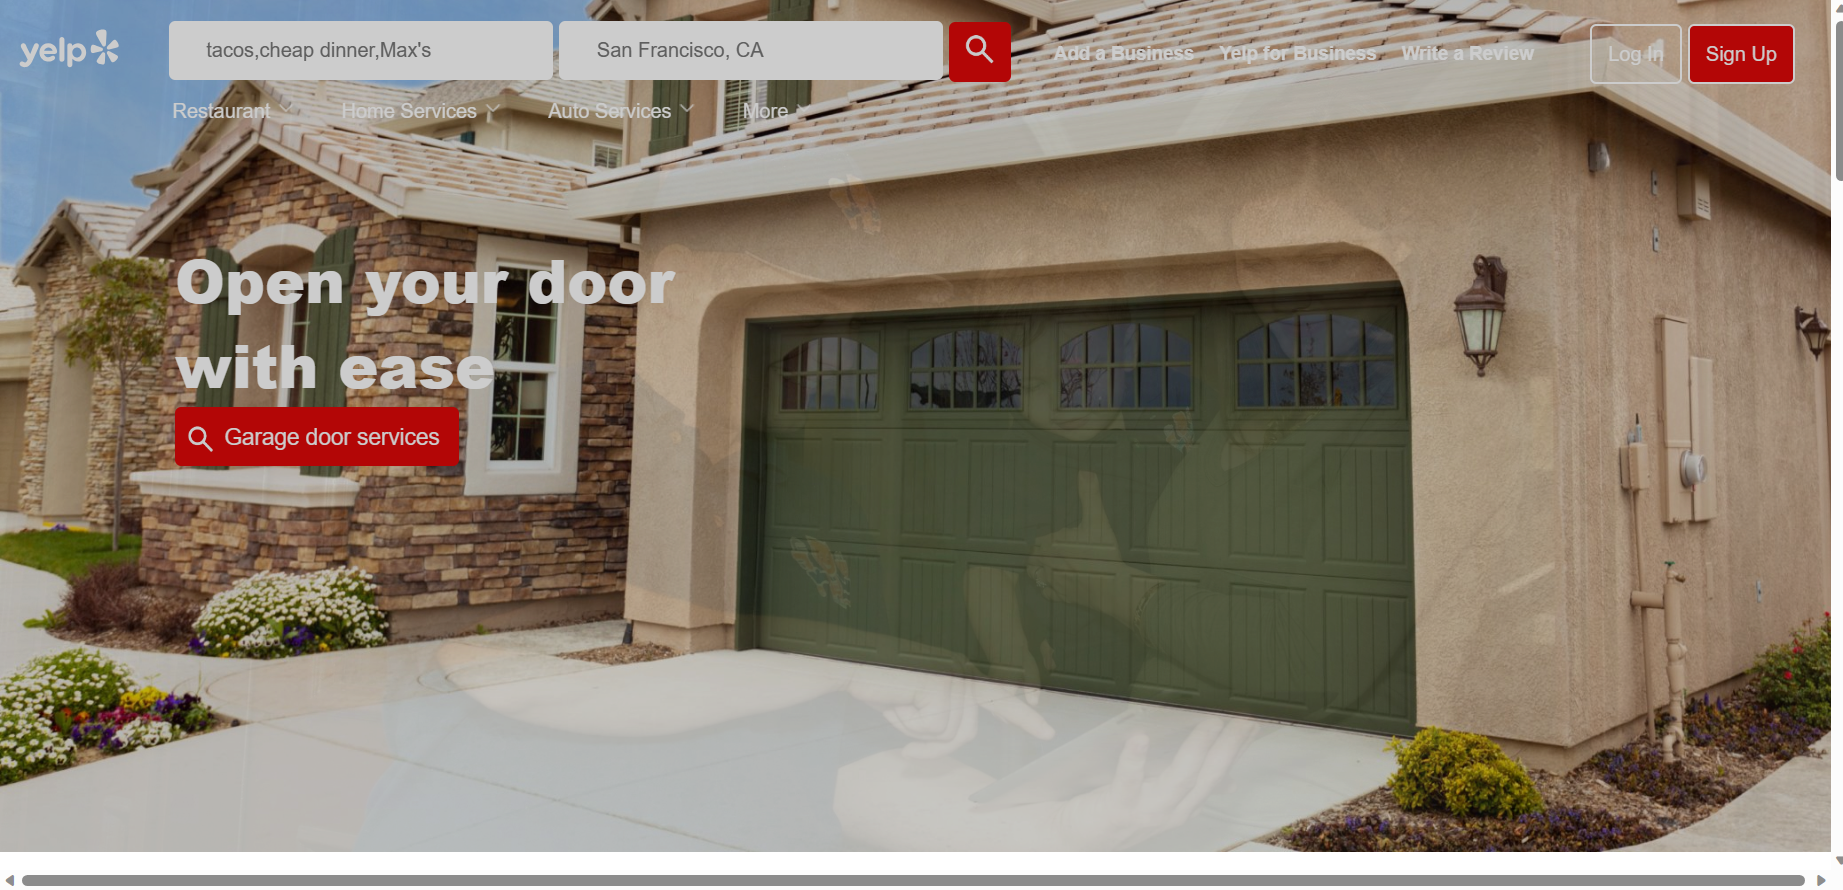 yelp
tacos,cheap dinner,Max's
San Francisco, CA
Add a Business
Yelp for Business
Write a Review
Log In
Sign Up
Restaurant
Home Services
Auto Services
More
Open your door
with ease
Garage door services